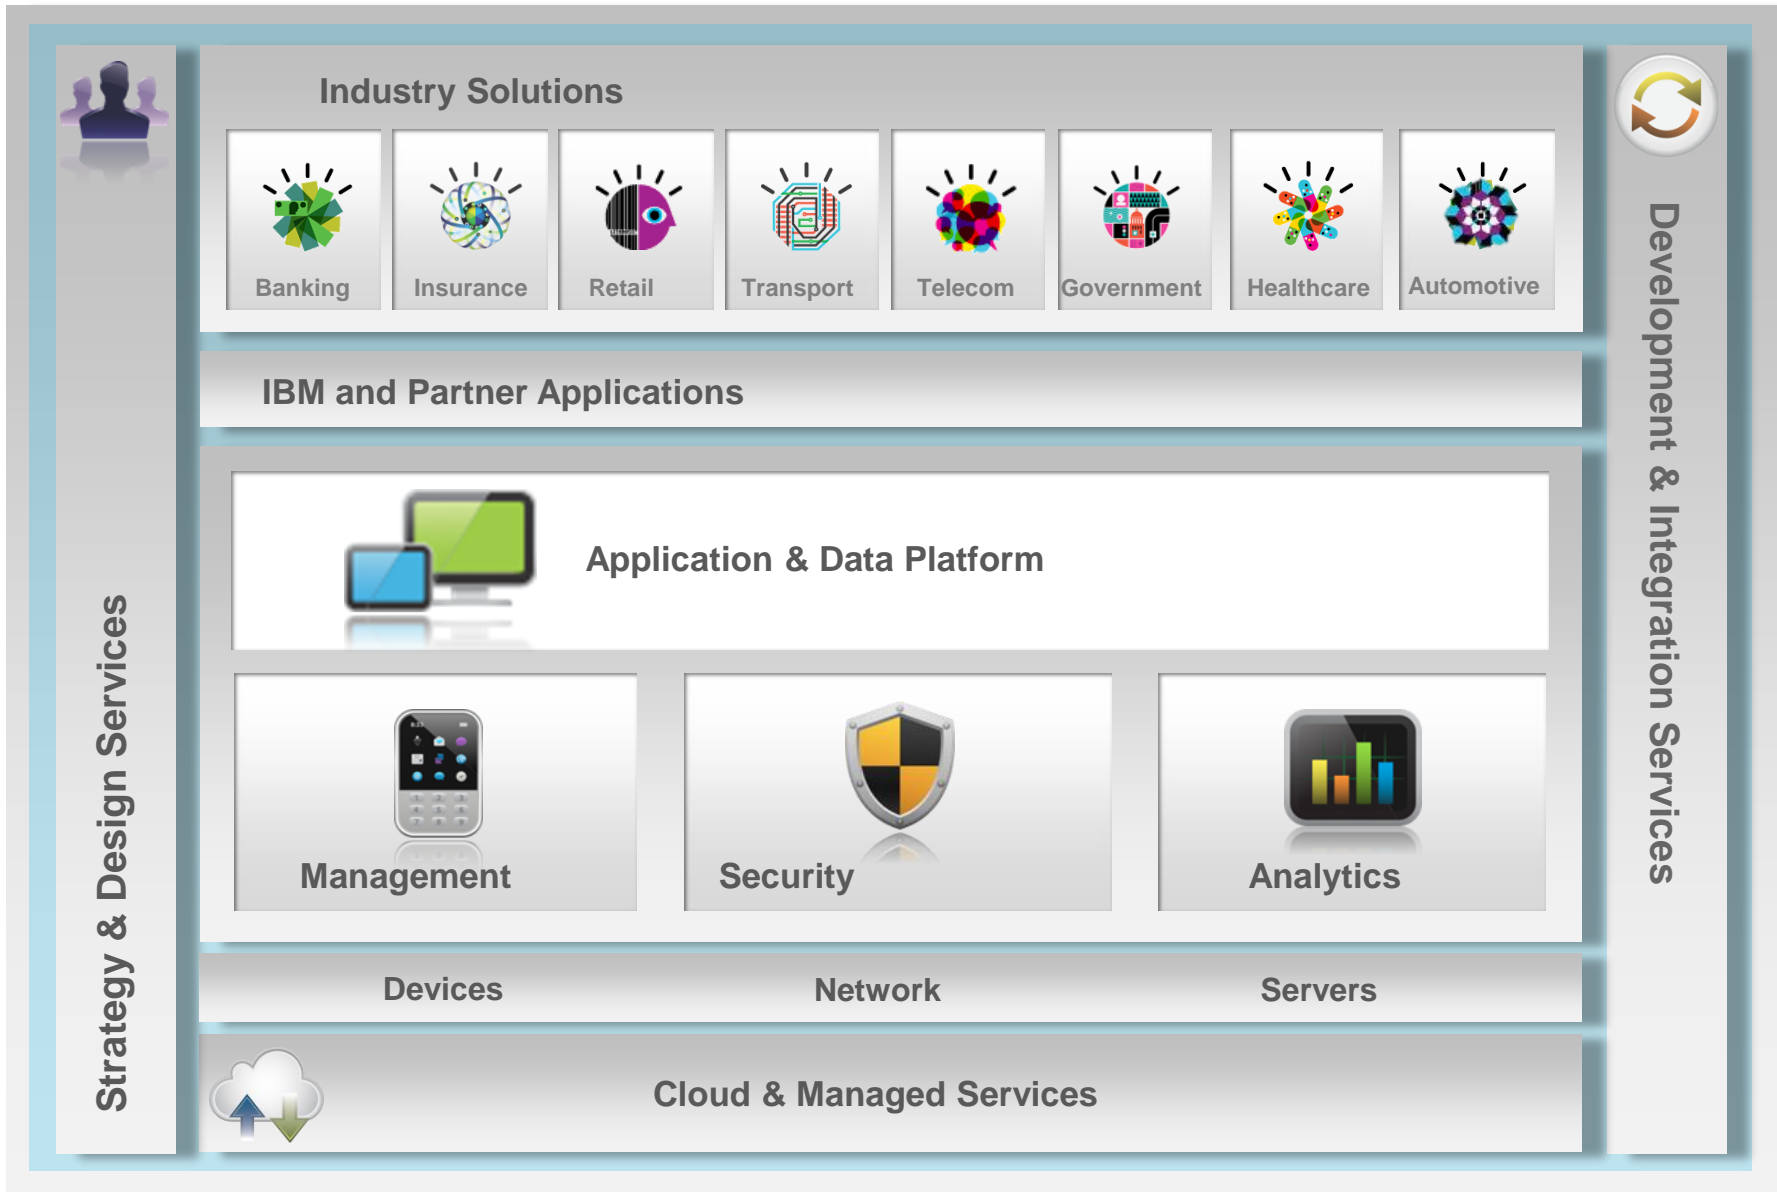 Industry Solutions
Banking
Insurance
Retail
Transport
Telecom
Government
Healthcare
Automotive
IBM and Partner Applications
Application & Data Platform
Management
Security
Analytics
Devices
Network
Servers
Cloud & Managed Services
Strategy & Design Services
Development & Integration Services